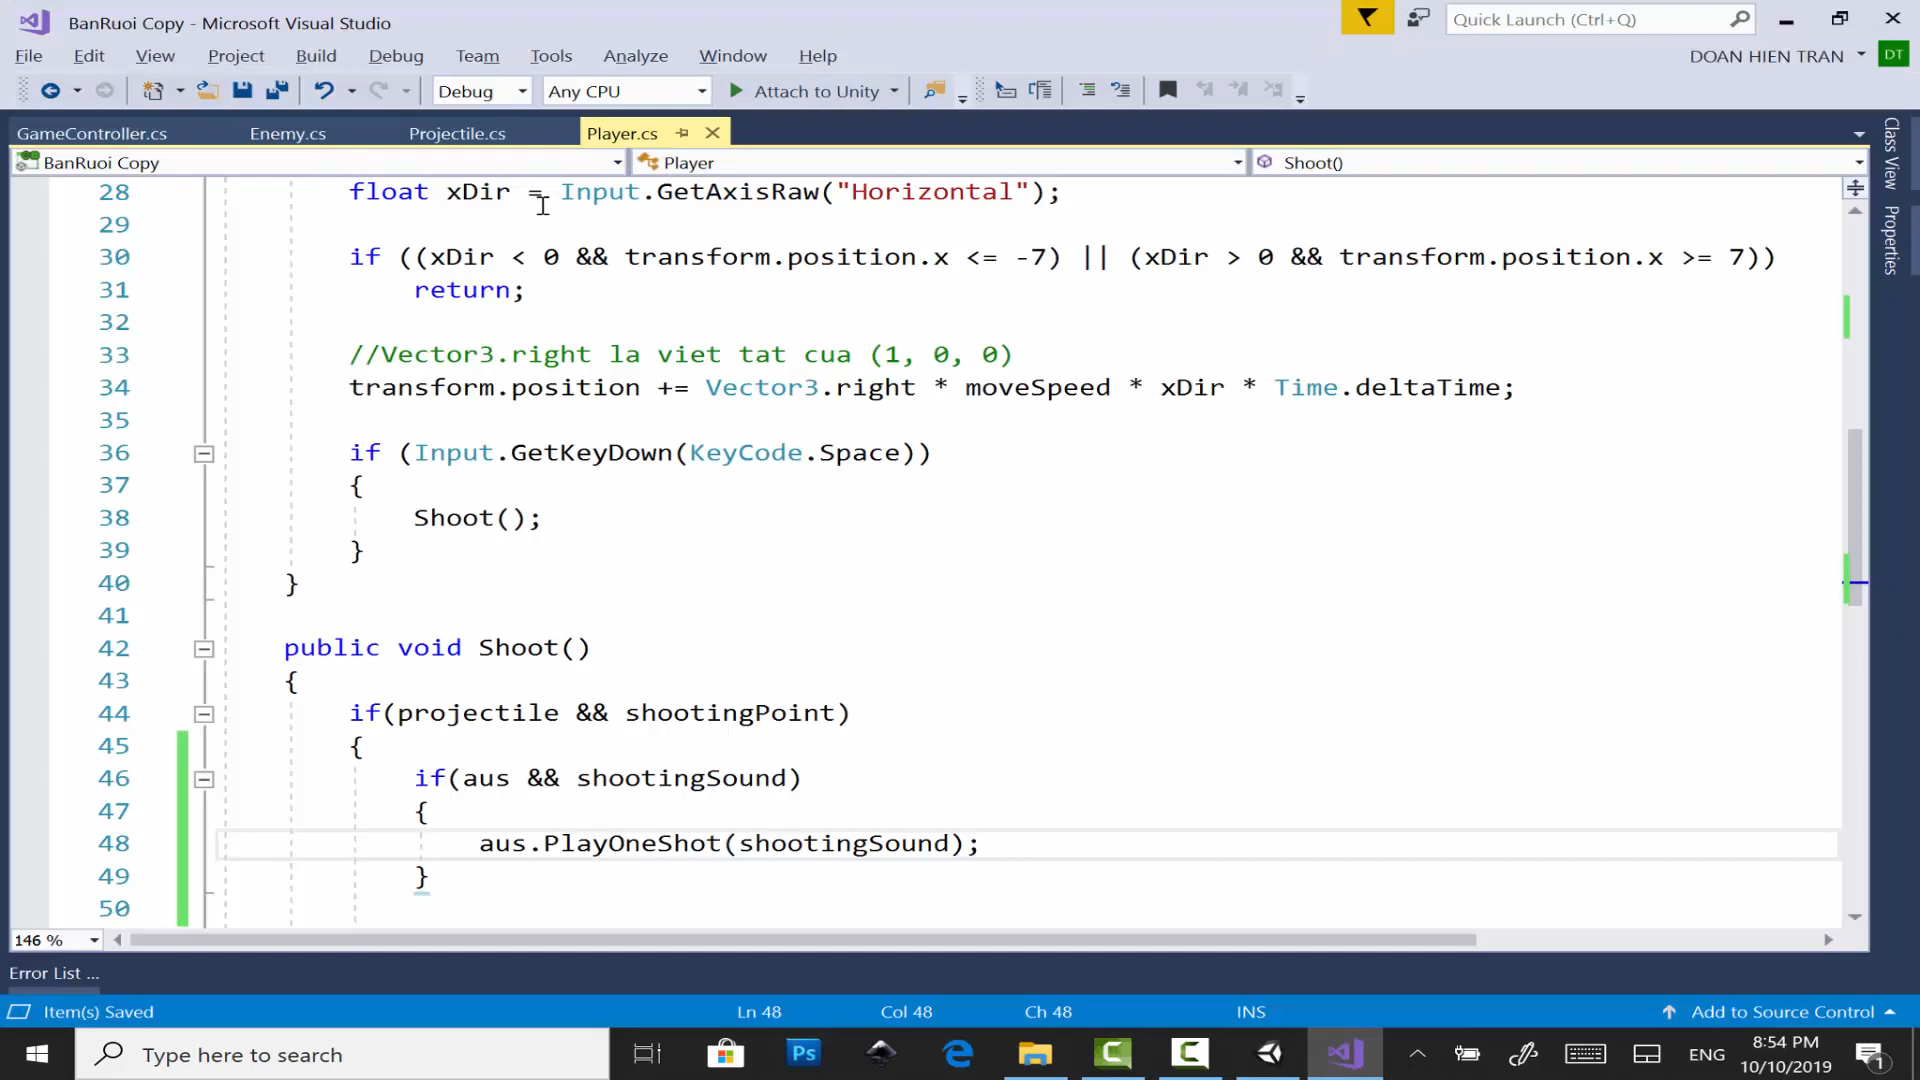 BanRuoi Copy - Microsoft Visual Studio
Quick Launch (Ctrl+Q)
File Edit View Project Build Debug Team Tools Analyze Window Help
DOAN HIEN TRAN DT
Debug Any CPU Attach to Unity
GameController.cs Enemy.cs Projectile.cs Player.cs
BanRuoi Copy Player Shoot()
Class View
Properties
28 float xDir = Input.GetAxisRaw("Horizontal");
29
30 if ((xDir < 0 && transform.position.x <= -7) || (xDir > 0 && transform.position.x >= 7))
31 return;
32
33 //Vector3.right la viet tat cua (1, 0, 0)
34 transform.position += Vector3.right * moveSpeed * xDir * Time.deltaTime;
35
36 if (Input.GetKeyDown(KeyCode.Space))
37 {
38 Shoot();
39 }
40 }
41
42 public void Shoot()
43 {
44 if(projectile && shootingPoint)
45 {
46 if(aus && shootingSound)
47 {
48 aus.PlayOneShot(shootingSound);
49 }
50
146 %
Error List ...
Item(s) Saved Ln 48 Col 48 Ch 48 INS Add to Source Control
Type here to search Ps ENG 8:54 PM
10/10/2019 1